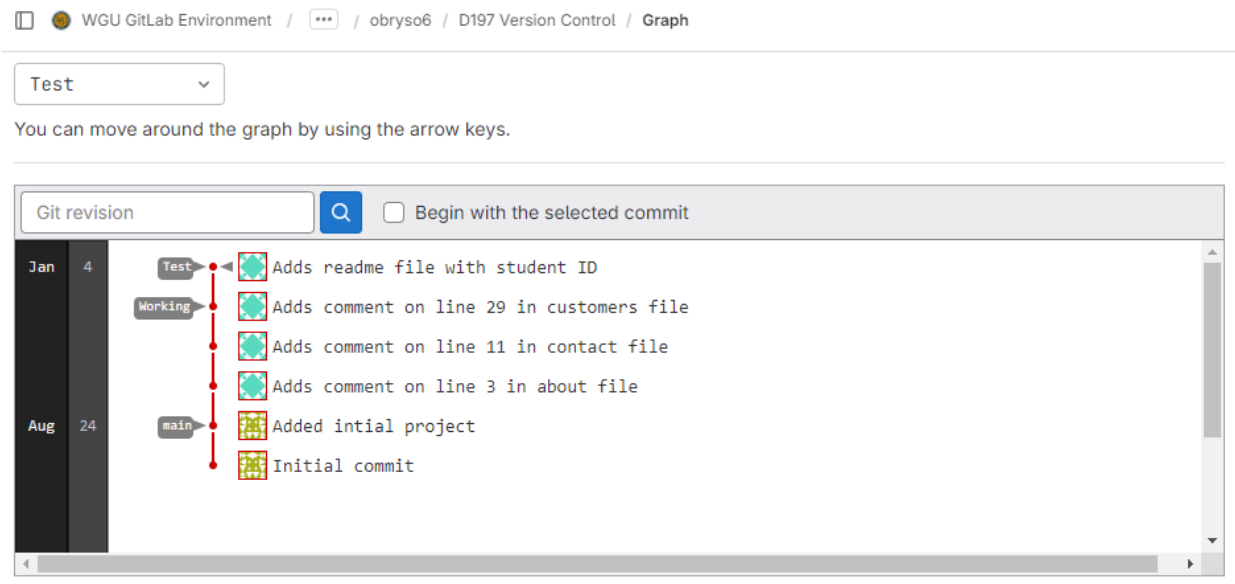 WGU GitLab Environment / ... / obryso6 / D197 Version Control / Graph
Test
You can move around the graph by using the arrow keys.
Git revision
Begin with the selected commit
Jan 4 Test Adds readme file with student ID
Working Adds comment on line 29 in customers file
Adds comment on line 11 in contact file
Adds comment on line 3 in about file
Aug 24 main Added intial project
Initial commit